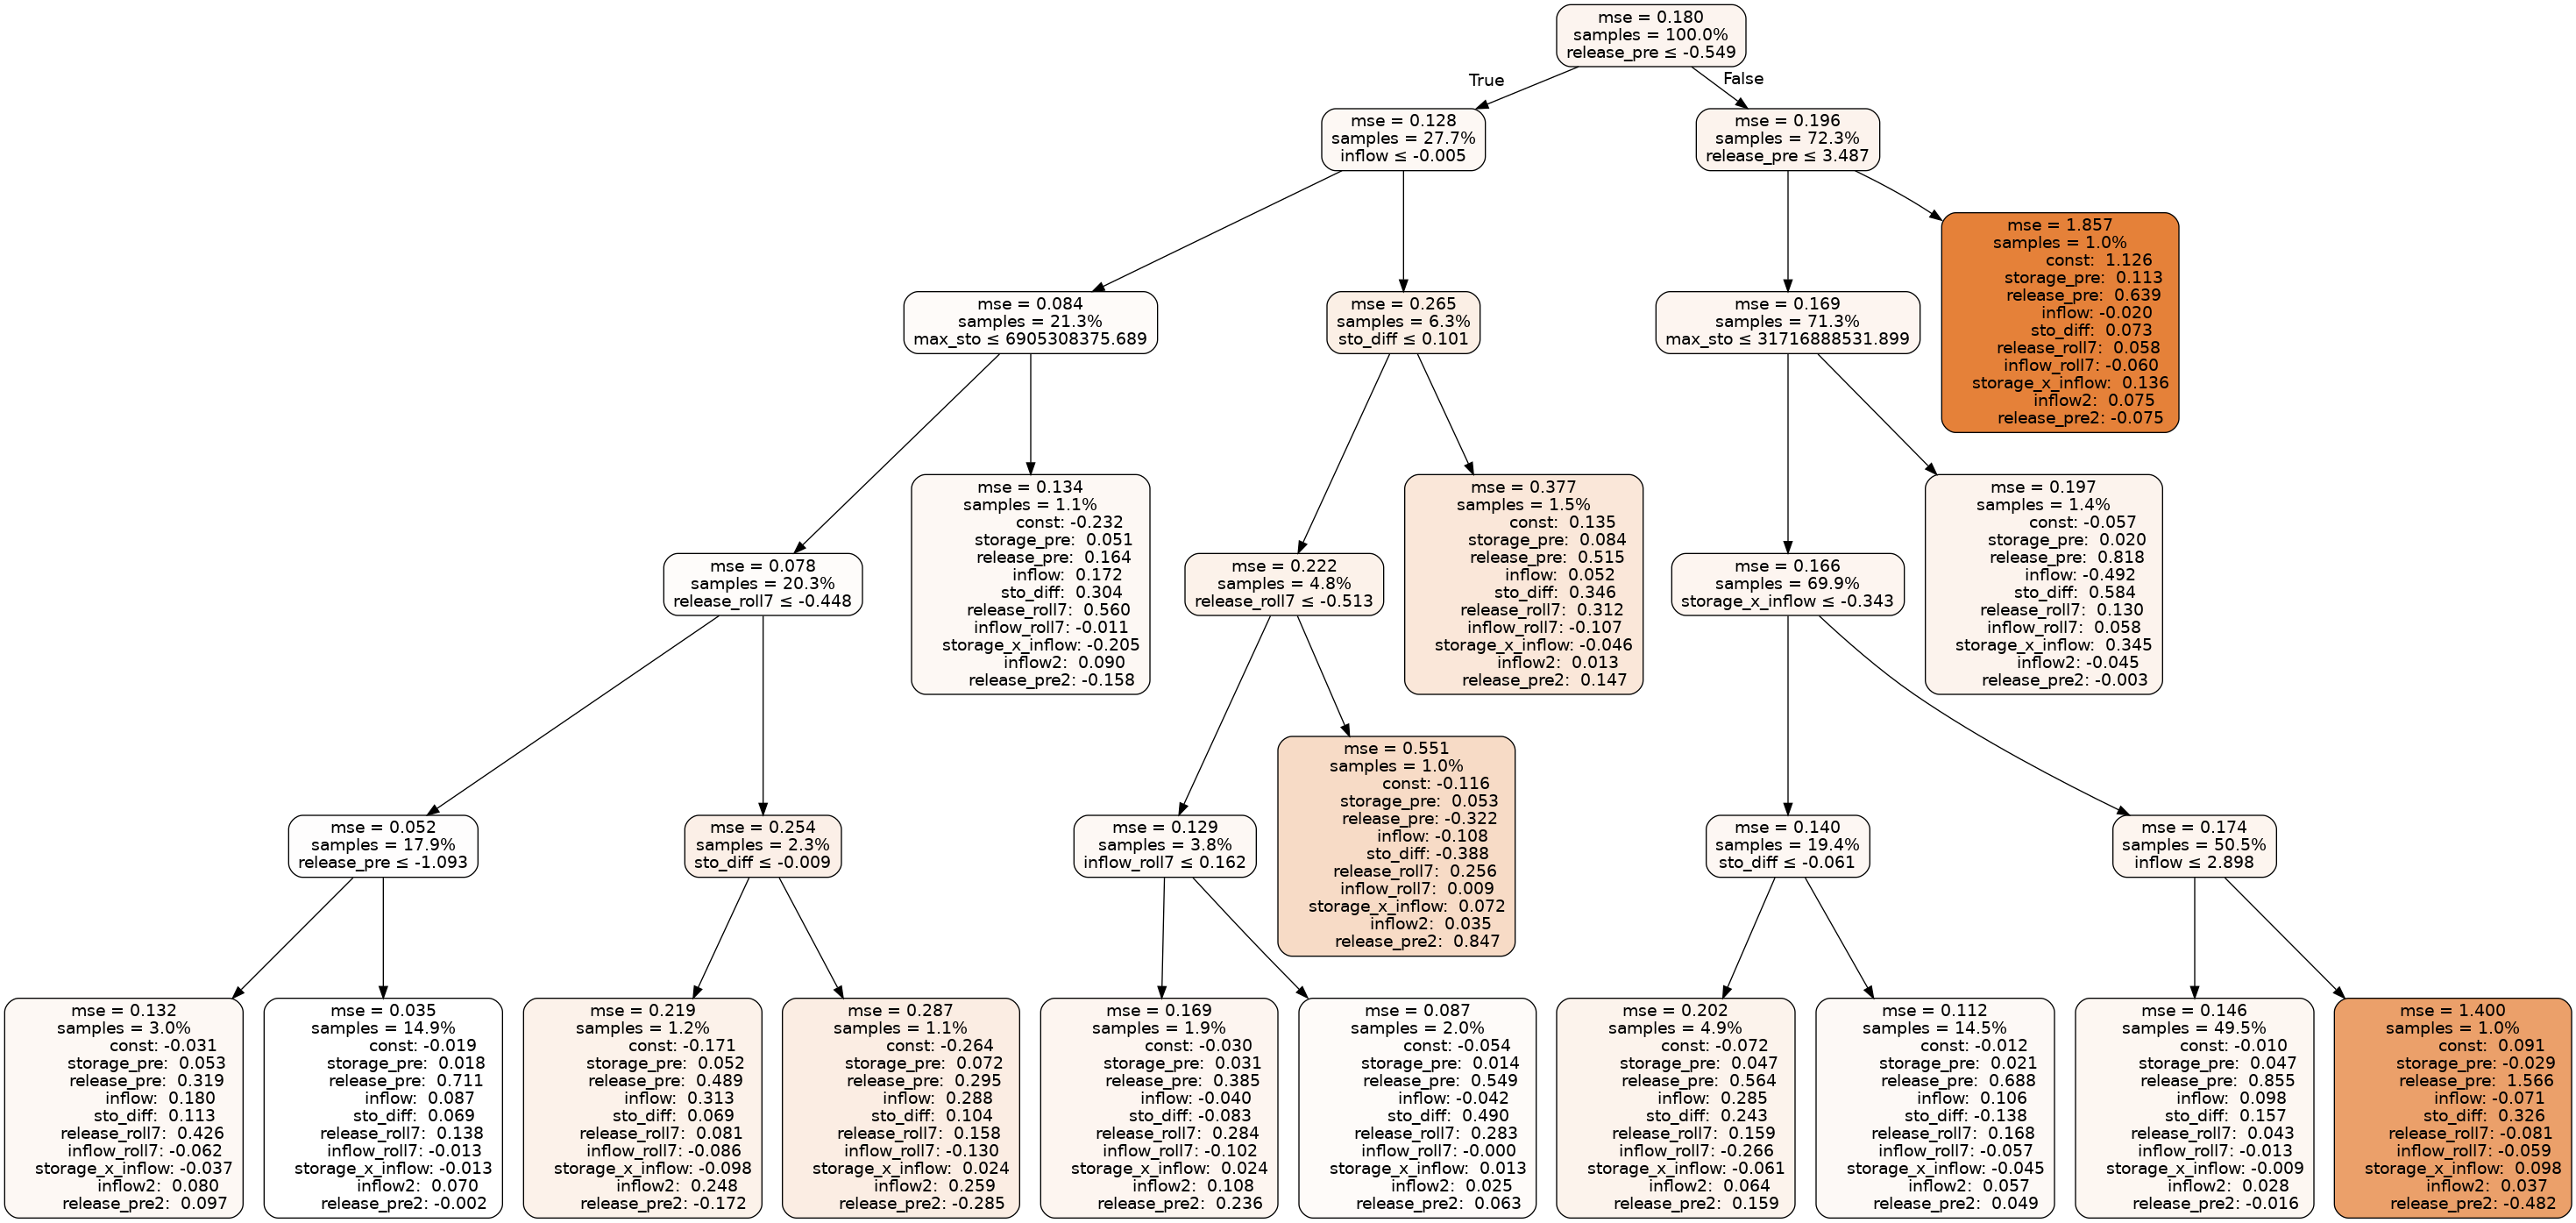 mse = 0.180
samples = 100.0%
release_pre ≤ -0.549
True
False
mse = 0.128
samples = 27.7%
inflow ≤ -0.005
mse = 0.196
samples = 72.3%
release_pre ≤ 3.487
mse = 1.857
samples = 1.0%
const: 1.126
storage_pre: 0.113
release_pre: 0.639
inflow: -0.020
sto_diff: 0.073
release_roll7: 0.058
inflow_roll7: -0.060
storage_x_inflow: 0.136
inflow2: 0.075
release_pre2: -0.075
mse = 0.084
samples = 21.3%
max_sto ≤ 6905308375.689
mse = 0.265
samples = 6.3%
sto_diff ≤ 0.101
mse = 0.169
samples = 71.3%
max_sto ≤ 31716888531.899
mse = 0.078
samples = 20.3%
release_roll7 ≤ -0.448
mse = 0.134
samples = 1.1%
const: -0.232
storage_pre: 0.051
release_pre: 0.164
inflow: 0.172
sto_diff: 0.304
release_roll7: 0.560
inflow_roll7: -0.011
storage_x_inflow: -0.205
inflow2: 0.090
release_pre2: -0.158
mse = 0.222
samples = 4.8%
release_roll7 ≤ -0.513
mse = 0.377
samples = 1.5%
const: 0.135
storage_pre: 0.084
release_pre: 0.515
inflow: 0.052
sto_diff: 0.346
release_roll7: 0.312
inflow_roll7: -0.107
storage_x_inflow: -0.046
inflow2: 0.013
release_pre2: 0.147
mse = 0.166
samples = 69.9%
storage_x_inflow ≤ -0.343
mse = 0.197
samples = 1.4%
const: -0.057
storage_pre: 0.020
release_pre: 0.818
inflow: -0.492
sto_diff: 0.584
release_roll7: 0.130
inflow_roll7: 0.058
storage_x_inflow: 0.345
inflow2: -0.045
release_pre2: -0.003
mse = 0.052
samples = 17.9%
release_pre ≤ -1.093
mse = 0.254
samples = 2.3%
sto_diff ≤ -0.009
mse = 0.129
samples = 3.8%
inflow_roll7 ≤ 0.162
mse = 0.551
samples = 1.0%
const: -0.116
storage_pre: 0.053
release_pre: -0.322
inflow: -0.108
sto_diff: -0.388
release_roll7: 0.256
inflow_roll7: 0.009
storage_x_inflow: 0.072
inflow2: 0.035
release_pre2: 0.847
mse = 0.140
samples = 19.4%
sto_diff ≤ -0.061
mse = 0.174
samples = 50.5%
inflow ≤ 2.898
mse = 0.132
samples = 3.0%
const: -0.031
storage_pre: 0.053
release_pre: 0.319
inflow: 0.180
sto_diff: 0.113
release_roll7: 0.426
inflow_roll7: -0.062
storage_x_inflow: -0.037
inflow2: 0.080
release_pre2: 0.097
mse = 0.035
samples = 14.9%
const: -0.019
storage_pre: 0.018
release_pre: 0.711
inflow: 0.087
sto_diff: 0.069
release_roll7: 0.138
inflow_roll7: -0.013
storage_x_inflow: -0.013
inflow2: 0.070
release_pre2: -0.002
mse = 0.219
samples = 1.2%
const: -0.171
storage_pre: 0.052
release_pre: 0.489
inflow: 0.313
sto_diff: 0.069
release_roll7: 0.081
inflow_roll7: -0.086
storage_x_inflow: -0.098
inflow2: 0.248
release_pre2: -0.172
mse = 0.287
samples = 1.1%
const: -0.264
storage_pre: 0.072
release_pre: 0.295
inflow: 0.288
sto_diff: 0.104
release_roll7: 0.158
inflow_roll7: -0.130
storage_x_inflow: 0.024
inflow2: 0.259
release_pre2: -0.285
mse = 0.169
samples = 1.9%
const: -0.030
storage_pre: 0.031
release_pre: 0.385
inflow: -0.040
sto_diff: -0.083
release_roll7: 0.284
inflow_roll7: -0.102
storage_x_inflow: 0.024
inflow2: 0.108
release_pre2: 0.236
mse = 0.087
samples = 2.0%
const: -0.054
storage_pre: 0.014
release_pre: 0.549
inflow: -0.042
sto_diff: 0.490
release_roll7: 0.283
inflow_roll7: -0.000
storage_x_inflow: 0.013
inflow2: 0.025
release_pre2: 0.063
mse = 0.202
samples = 4.9%
const: -0.072
storage_pre: 0.047
release_pre: 0.564
inflow: 0.285
sto_diff: 0.243
release_roll7: 0.159
inflow_roll7: -0.266
storage_x_inflow: -0.061
inflow2: 0.064
release_pre2: 0.159
mse = 0.112
samples = 14.5%
const: -0.012
storage_pre: 0.021
release_pre: 0.688
inflow: 0.106
sto_diff: -0.138
release_roll7: 0.168
inflow_roll7: -0.057
storage_x_inflow: -0.045
inflow2: 0.057
release_pre2: 0.049
mse = 0.146
samples = 49.5%
const: -0.010
storage_pre: 0.047
release_pre: 0.855
inflow: 0.098
sto_diff: 0.157
release_roll7: 0.043
inflow_roll7: -0.013
storage_x_inflow: -0.009
inflow2: 0.028
release_pre2: -0.016
mse = 1.400
samples = 1.0%
const: 0.091
storage_pre: -0.029
release_pre: 1.566
inflow: -0.071
sto_diff: 0.326
release_roll7: -0.081
inflow_roll7: -0.059
storage_x_inflow: 0.098
inflow2: 0.037
release_pre2: -0.482